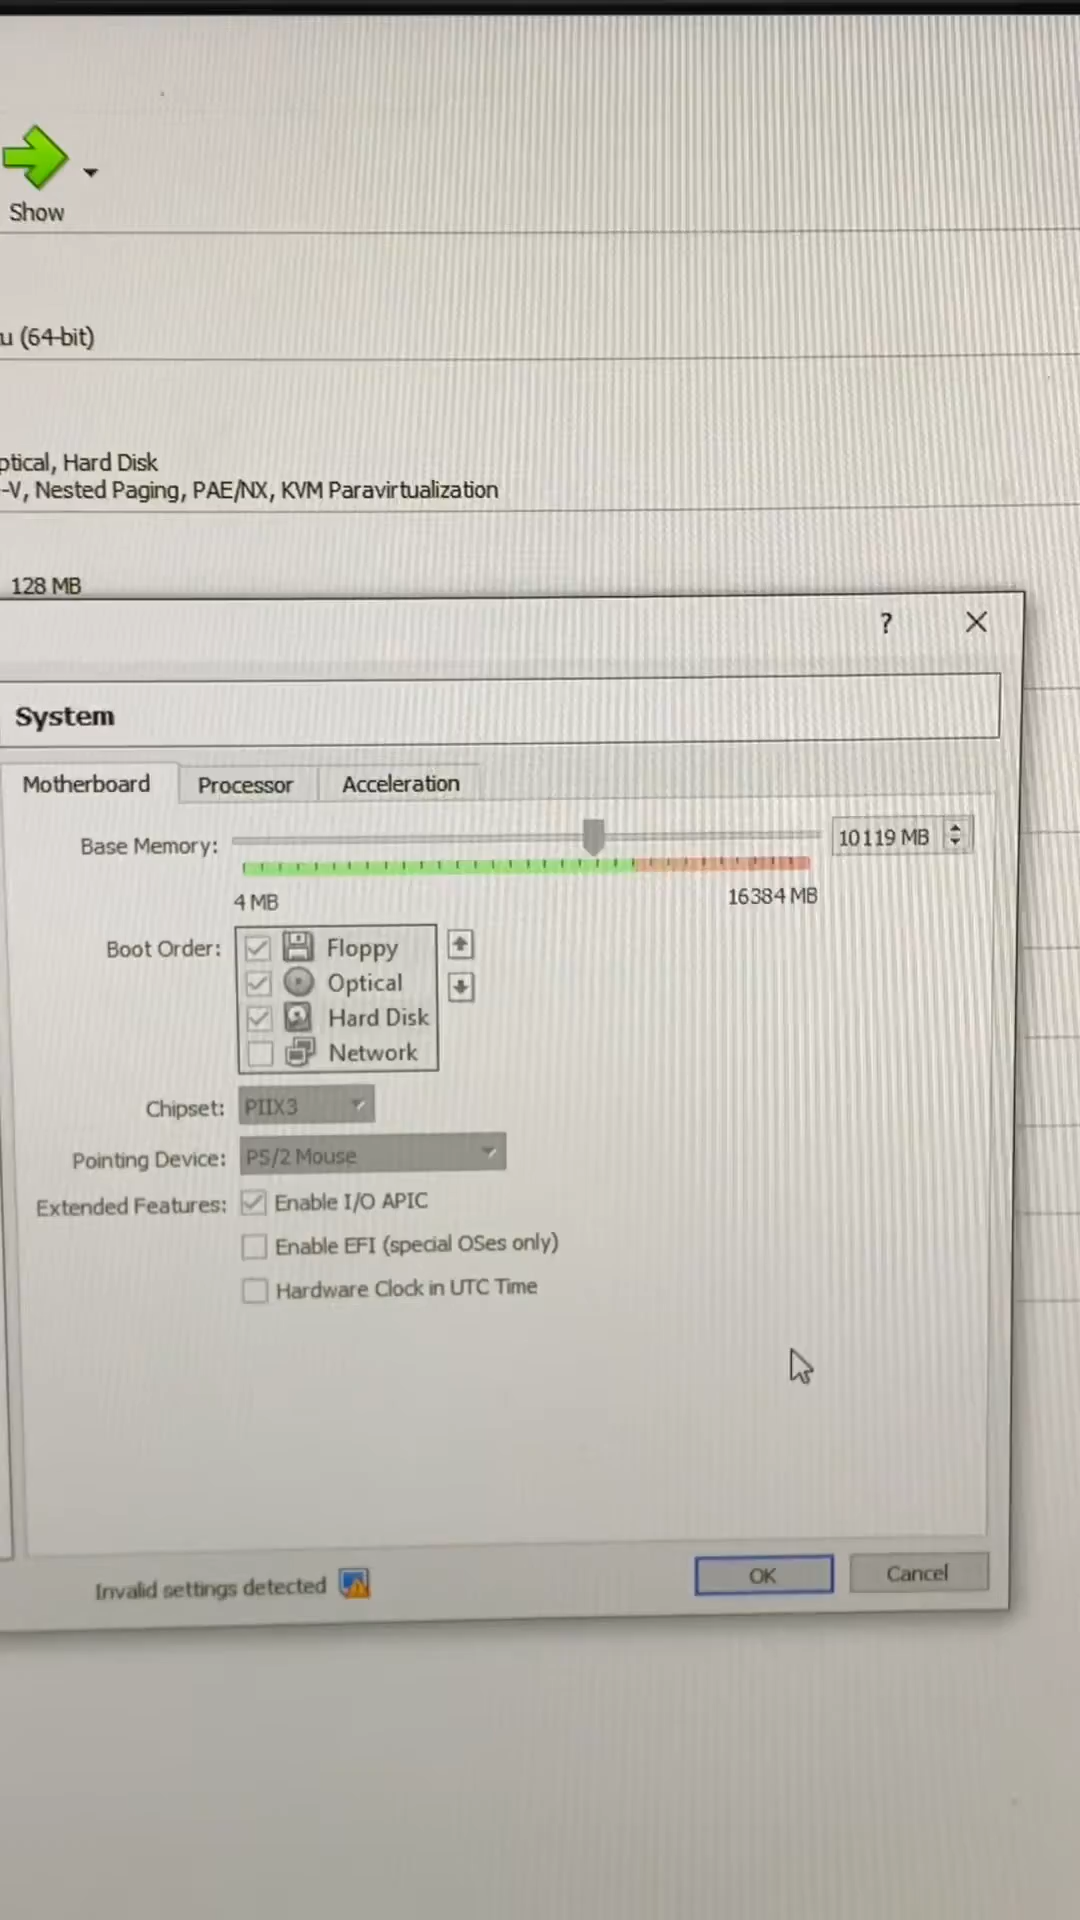 Show
u (64-bit)
ptical, Hard Disk
-V, Nested Paging, PAE/NX, KVM Paravirtualization
128 MB
?
System
Motherboard Processor Acceleration
Base Memory: 10119 MB
4 MB 16384 MB
Boot Order: Floppy
Optical
Hard Disk
Network
Chipset: PIIX3
Pointing Device: PS/2 Mouse
Extended Features: Enable I/O APIC
Enable EFI (special OSes only)
Hardware Clock in UTC Time
Invalid settings detected OK Cancel